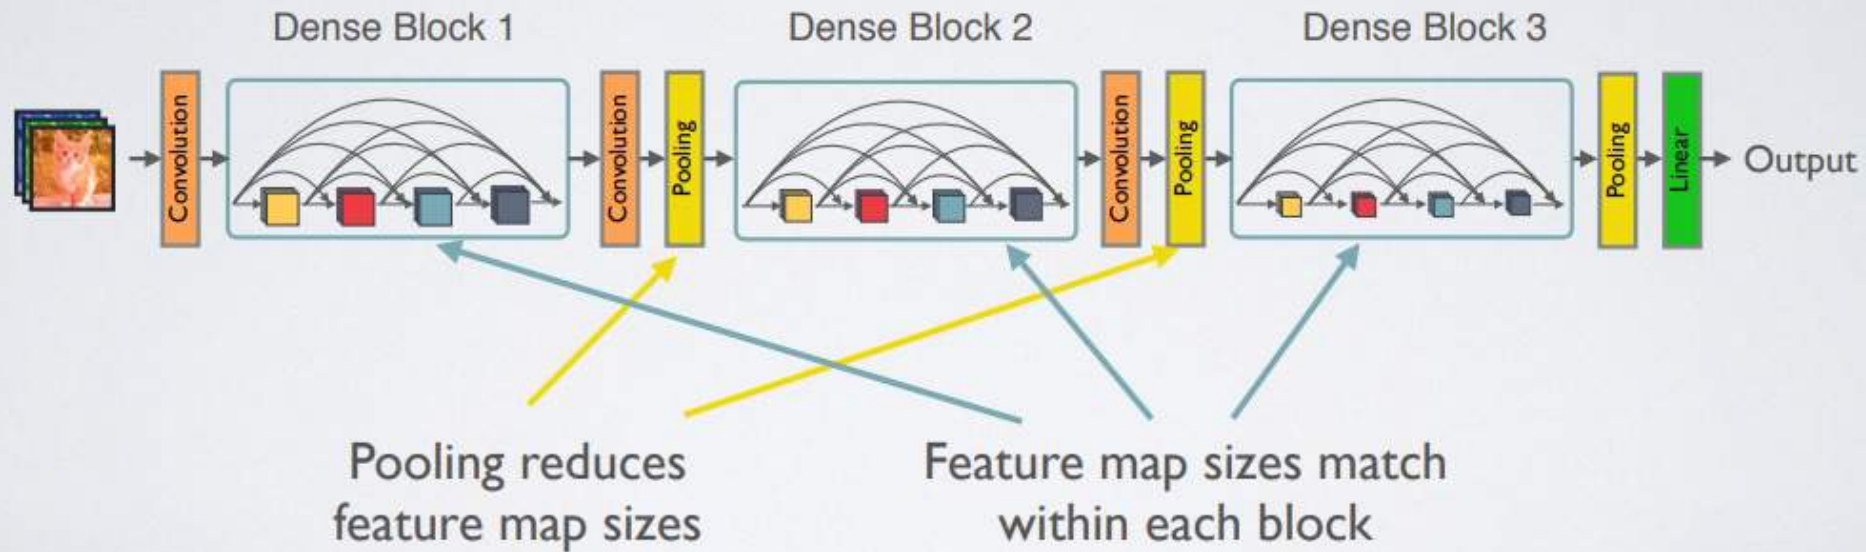 Dense Block 1
Dense Block 2
Dense Block 3
Convolution
Convolution
Pooling
Convolution
Pooling
Pooling
Linear
Output
Pooling reduces
feature map sizes
Feature map sizes match
within each block